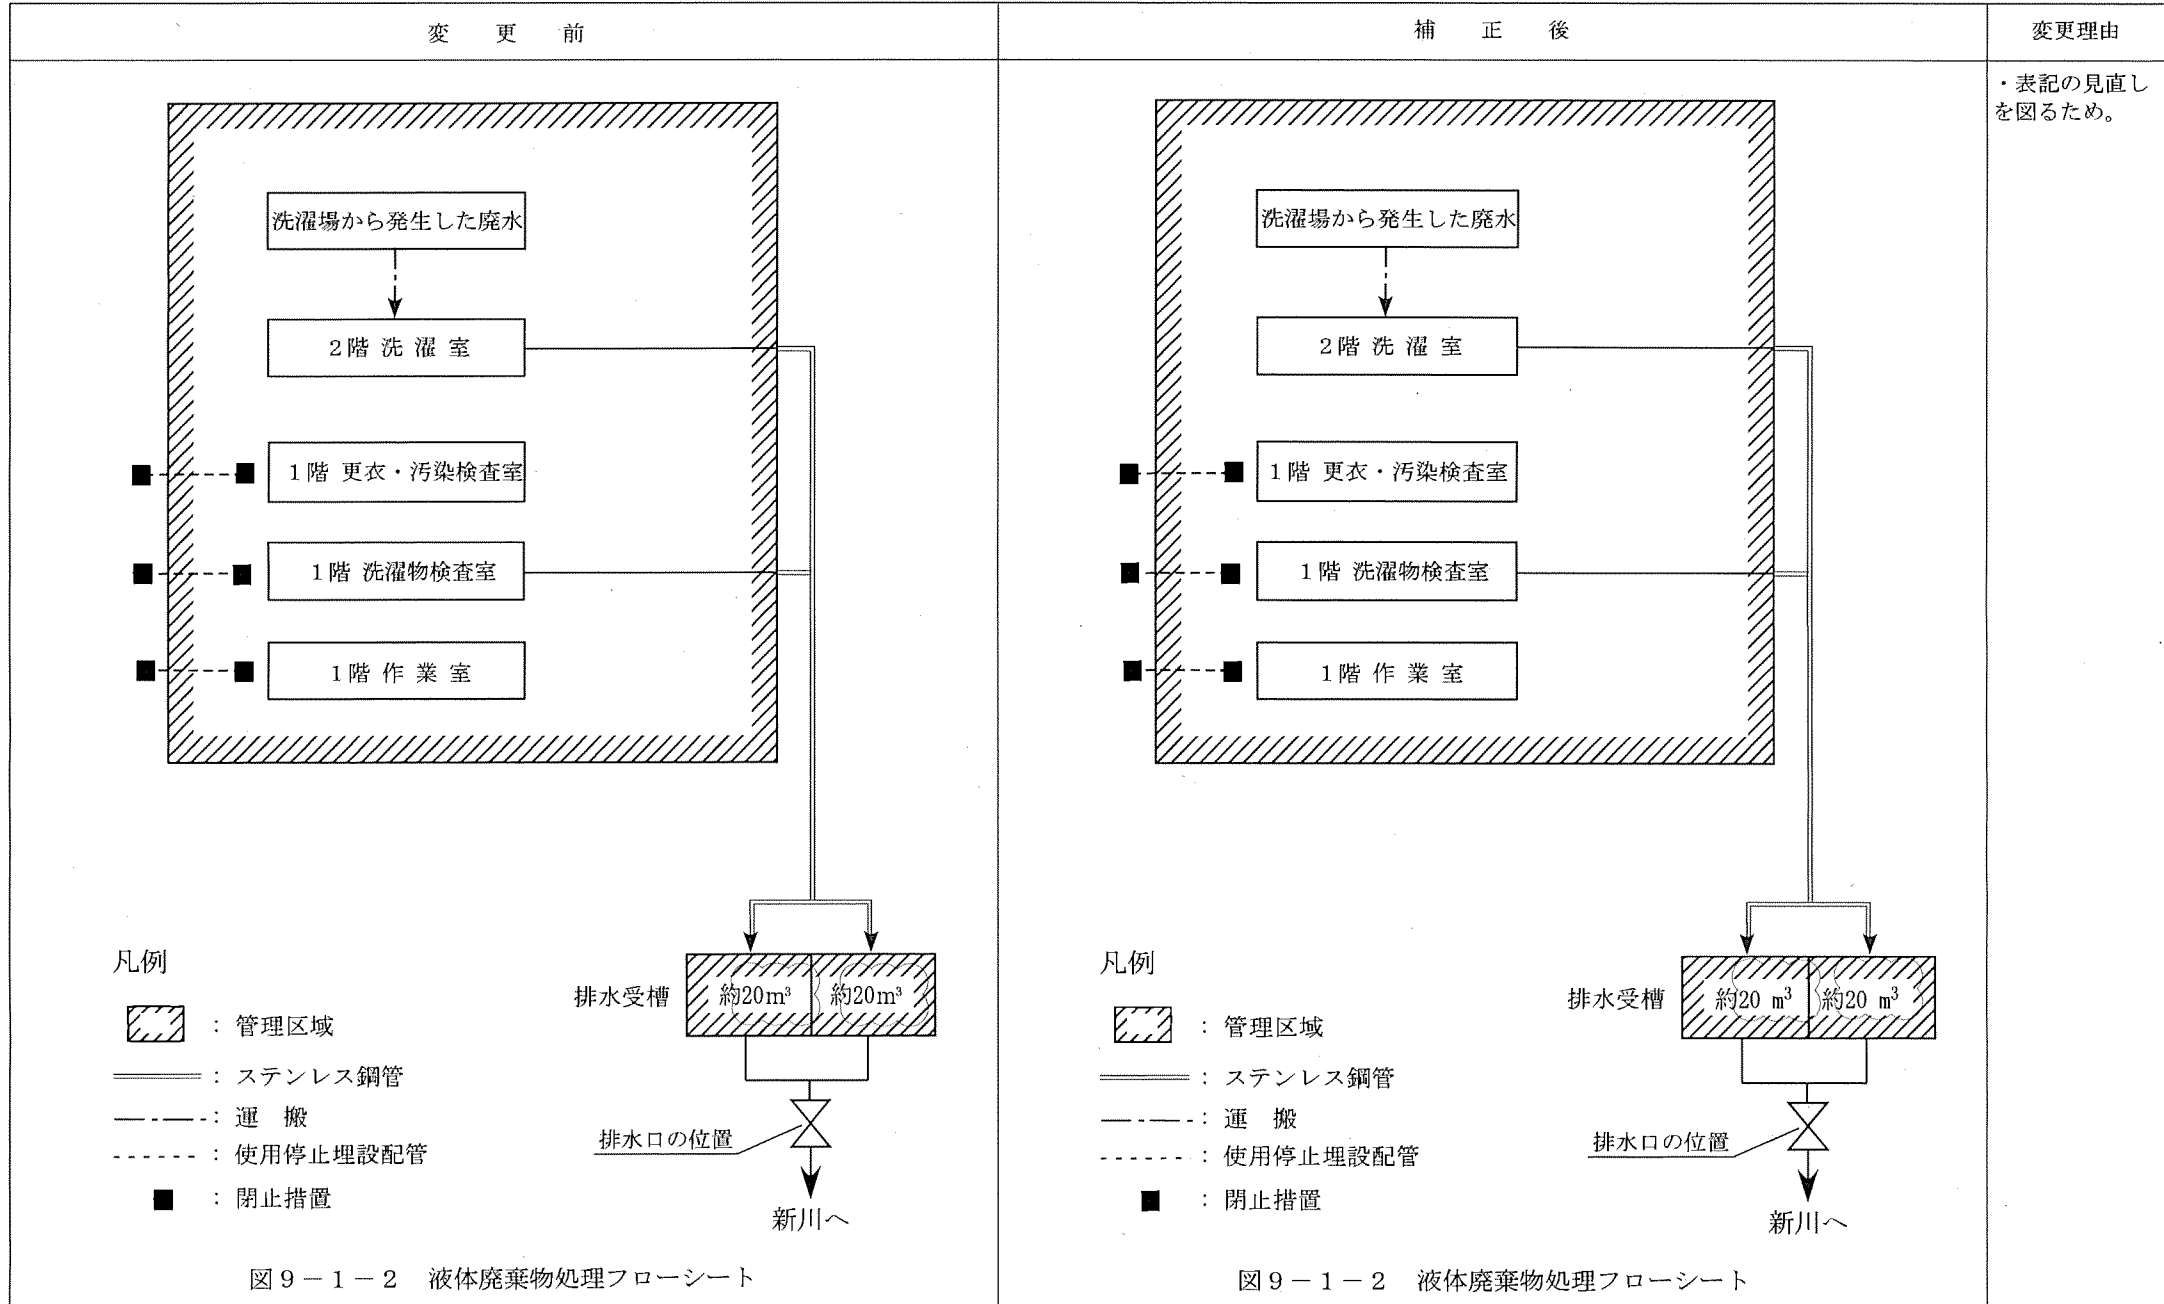 変　更　前
補　正　後
変更理由
洗濯場から発生した廃水
2階 洗 濯 室
1階 更衣・汚染検査室
1階 洗濯物検査室
1階 作 業 室
排水受槽
約20m³
約20m³
排水口の位置
新川へ
凡例
：管理区域
：ステンレス鋼管
：運　搬
：使用停止埋設配管
：閉止措置
図9－1－2　液体廃棄物処理フローシート
洗濯場から発生した廃水
2階 洗 濯 室
1階 更衣・汚染検査室
1階 洗濯物検査室
1階 作 業 室
排水受槽
約20 m³
約20 m³
排水口の位置
新川へ
凡例
：管理区域
：ステンレス鋼管
：運　搬
：使用停止埋設配管
：閉止措置
図9－1－2　液体廃棄物処理フローシート
・表記の見直し
を図るため。